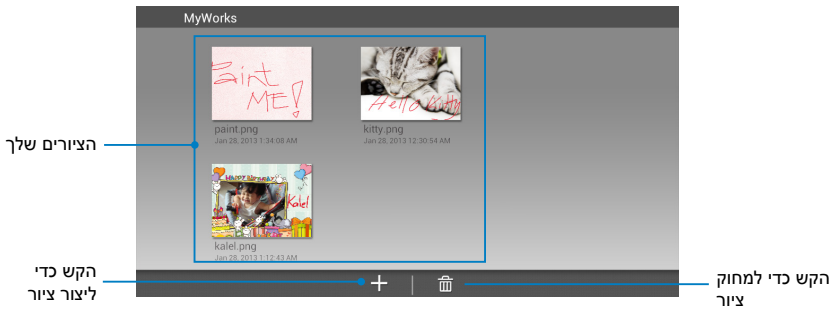 MyWorks
Paint
ME!
Hello Kitty
paint.png
Jan 28, 2013 1:34:08 AM
kitty.png
Jan 28, 2013 12:30:54 AM
הציורים שלך
HAPPY BIRTHDAY
Kalel
kalel.png
Jan 28, 2013 1:12:43 AM
הקש כדי
ליצור ציור
הקש כדי למחוק
ציור